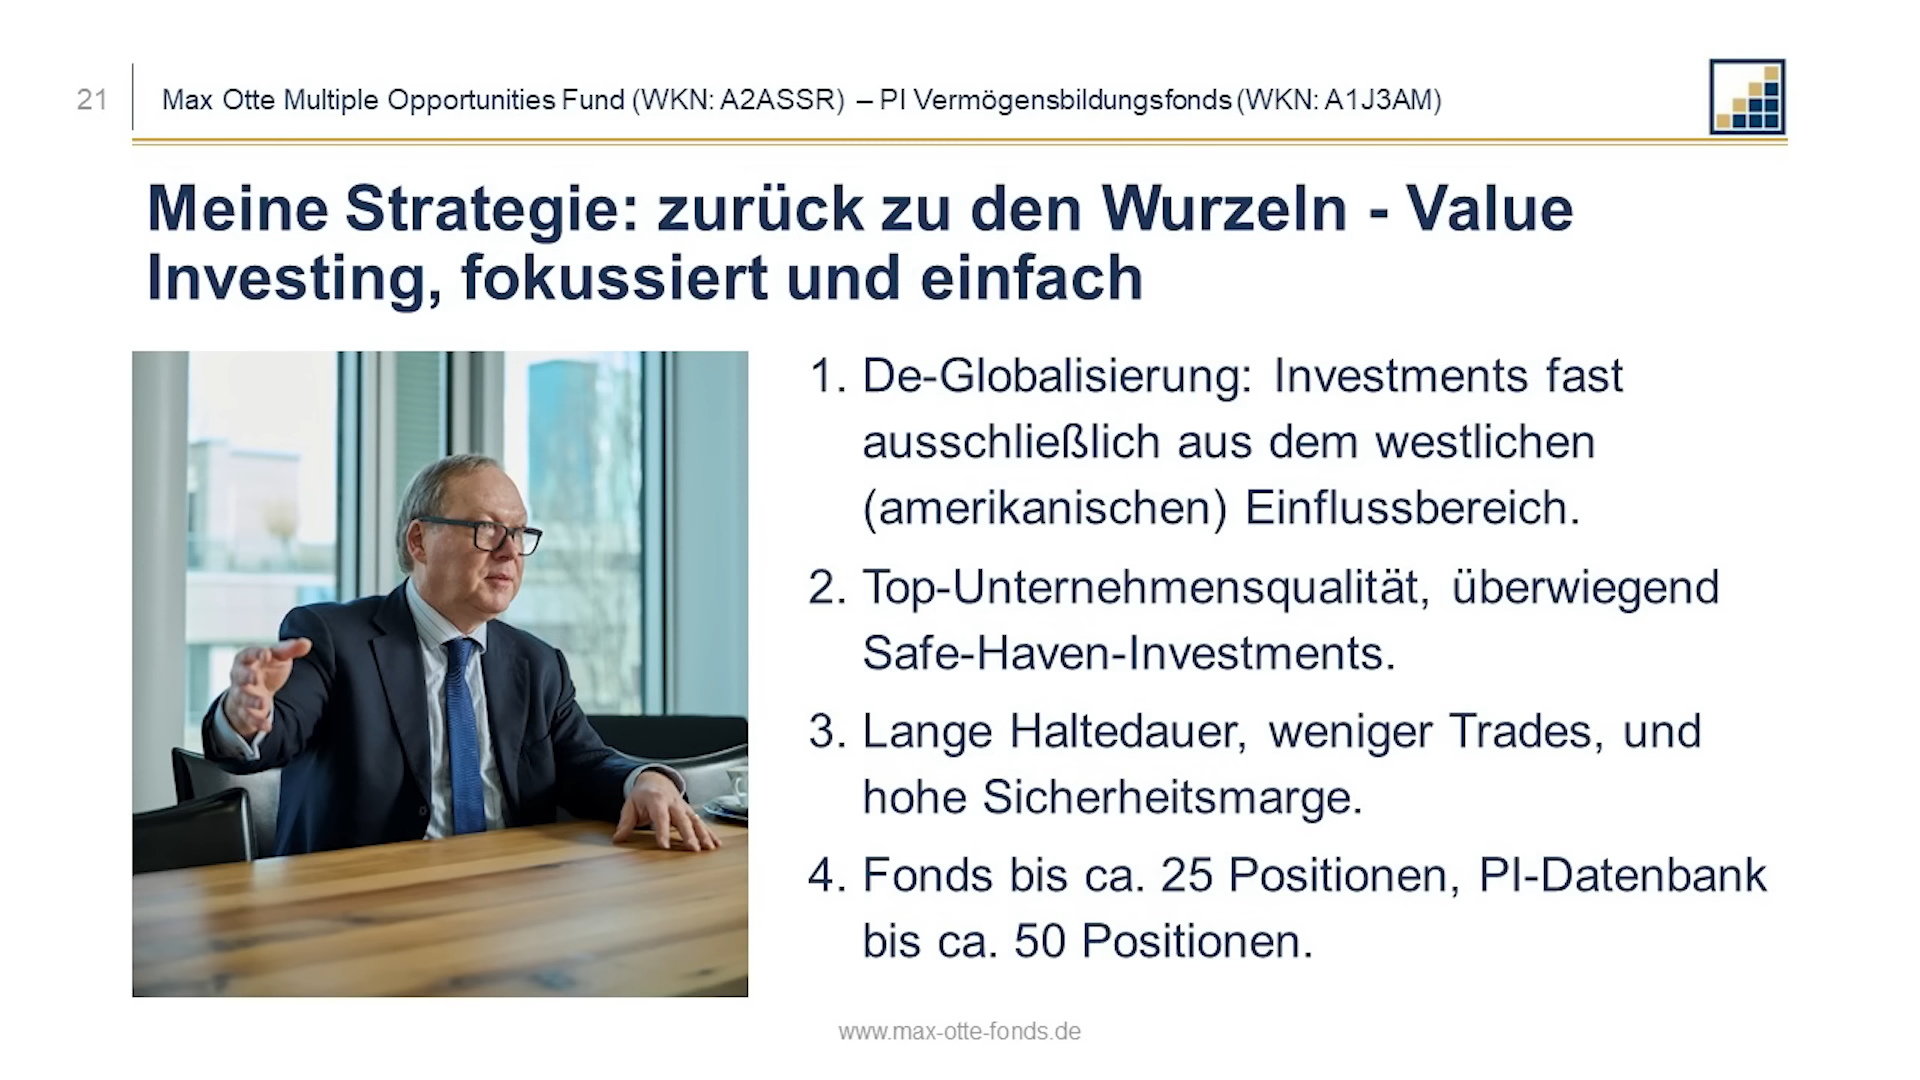 21
Max Otte Multiple Opportunities Fund (WKN: A2ASSR) – PI Vermögensbildungsfonds (WKN: A1J3AM)
Meine Strategie: zurück zu den Wurzeln - Value
Investing, fokussiert und einfach
1. De-Globalisierung: Investments fast
ausschließlich aus dem westlichen
(amerikanischen) Einflussbereich.
2. Top-Unternehmensqualität, überwiegend
Safe-Haven-Investments.
3. Lange Haltedauer, weniger Trades, und
hohe Sicherheitsmarge.
4. Fonds bis ca. 25 Positionen, PI-Datenbank
bis ca. 50 Positionen.
www.max-otte-fonds.de